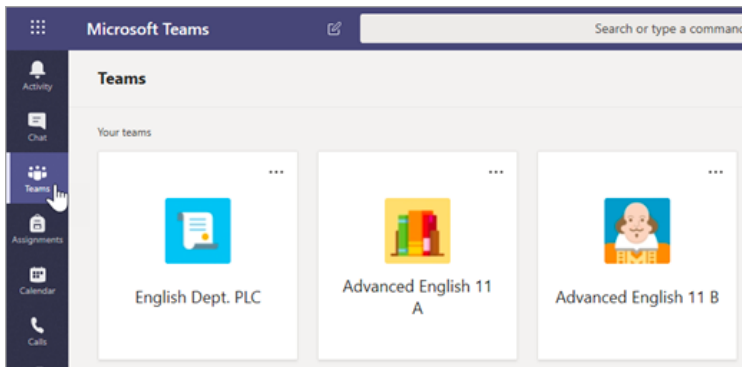 Microsoft Teams
Search or type a command
Activity
Teams
Chat
Your teams
Teams
...
...
...
Assignments
English Dept. PLC
Advanced English 11
A
Advanced English 11 B
Calendar
Calls